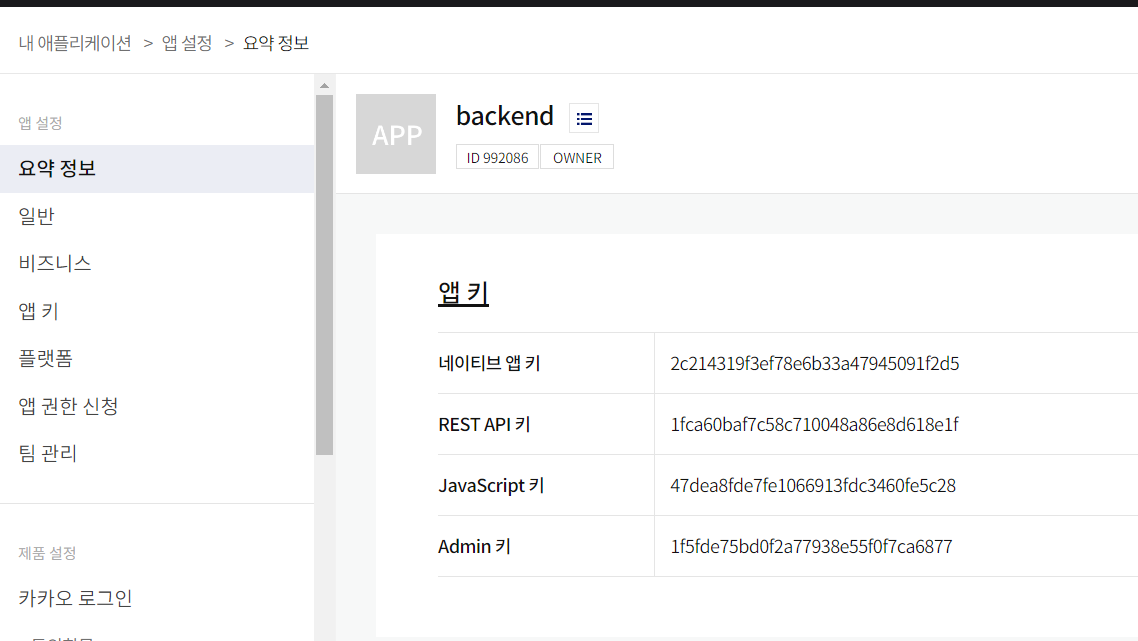 내 애플리케이션 > 앱 설정 > 요약 정보
앱 설정
요약 정보
일반
비즈니스
앱 키
플랫폼
앱 권한 신청
팀 관리
제품 설정
카카오 로그인
APP
backend
ID 992086
OWNER
앱 키
네이티브 앱 키 2c214319f3ef78e6b33a47945091f2d5
REST API 키 1fca60baf7c58c710048a86e8d618e1f
JavaScript 키 47dea8fde7fe1066913fdc3460fe5c28
Admin 키 1f5fde75bd0f2a77938e55f0f7ca6877